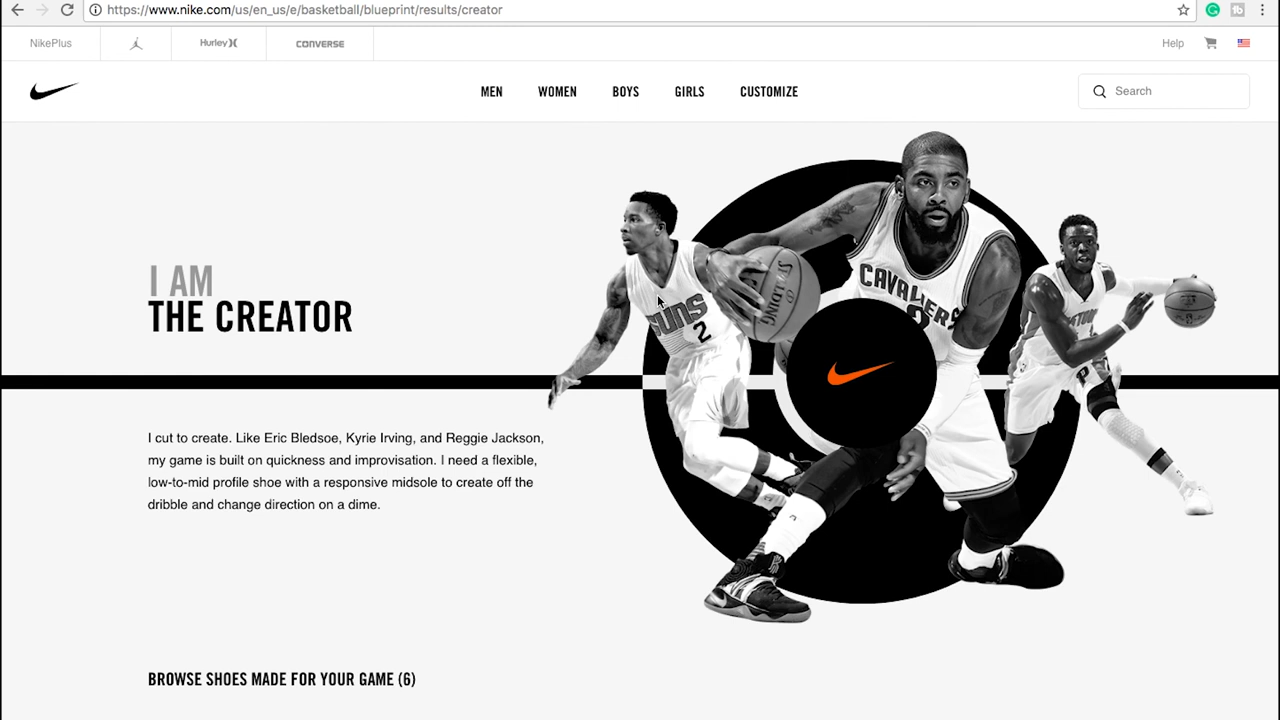 https://www.nike.com/us/en_us/e/basketball/blueprint/results/creator
NikePlus
Hurley
CONVERSE
Help
MEN
WOMEN
BOYS
GIRLS
CUSTOMIZE
Search
I AM
THE CREATOR
SUNS
2
SPALDING
CAVALIERS
I cut to create. Like Eric Bledsoe, Kyrie Irving, and Reggie Jackson,
my game is built on quickness and improvisation. I need a flexible,
low-to-mid profile shoe with a responsive midsole to create off the
dribble and change direction on a dime.
BROWSE SHOES MADE FOR YOUR GAME (6)